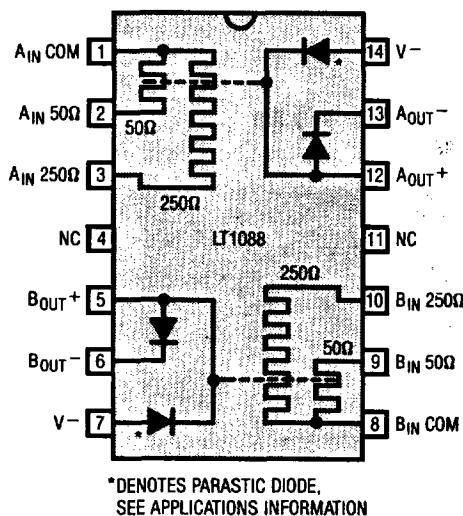 A_IN COM 1
14 V−
A_IN 50Ω 2
50Ω
13 A_OUT−
A_IN 250Ω 3
250Ω
12 A_OUT+
NC 4
LT1088
11 NC
250Ω
B_OUT+ 5
10 B_IN 250Ω
B_OUT− 6
50Ω
9 B_IN 50Ω
V− 7
*
*
8 B_IN COM
*DENOTES PARASTIC DIODE,
SEE APPLICATIONS INFORMATION